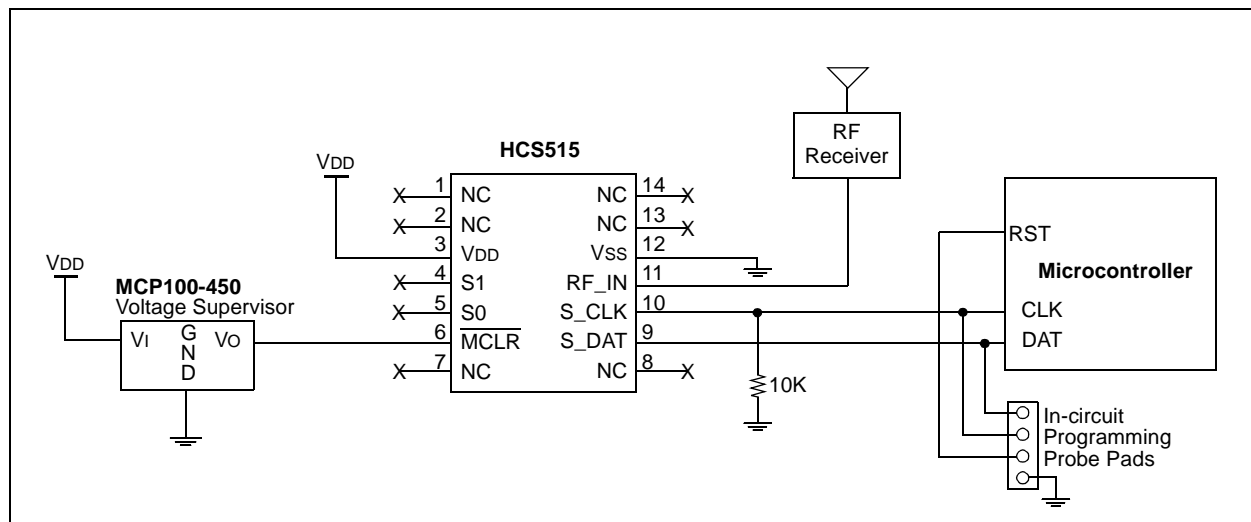 HCS515
RF
Receiver
VDD
1 NC
NC 14
2 NC
NC 13
3 VDD
VSS 12
4 S1
RF_IN 11
5 S0
S_CLK 10
6 MCLR
S_DAT 9
7 NC
NC 8
X
X
X
X
X
X
X
X
VDD
MCP100-450
Voltage Supervisor
VI
GND
VO
10K
RST
Microcontroller
CLK
DAT
In-circuit
Programming
Probe Pads